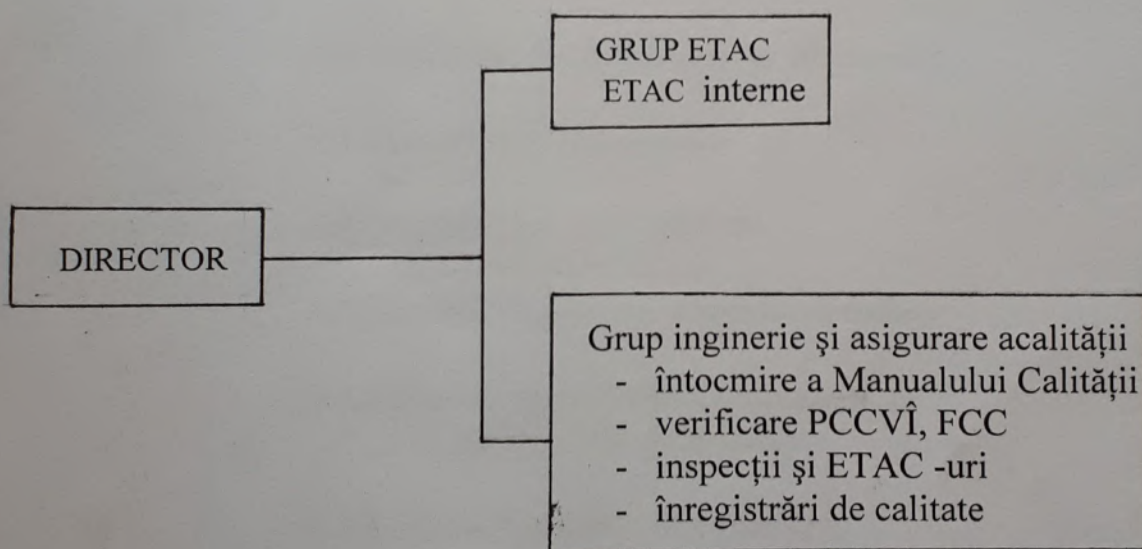 GRUP ETAC
ETAC interne
DIRECTOR
Grup inginerie şi asigurare acalităţii
- întocmire a Manualului Calităţii
- verificare PCCVÎ, FCC
- inspecţii şi ETAC -uri
- înregistrări de calitate